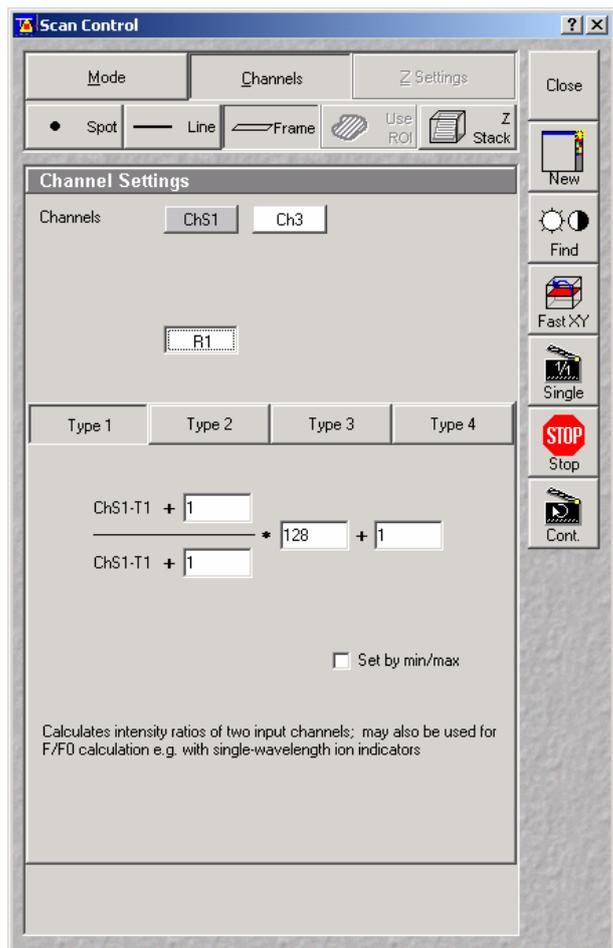 Scan Control
Mode
Channels
Z Settings
Close
Spot
Line
Frame
Use
ROI
Z
Stack
New
Channel Settings
Channels
ChS1
Ch3
Find
R1
Fast XY
1/1
Single
Type 1
Type 2
Type 3
Type 4
STOP
Stop
ChS1-T1 + 1
* 128 + 1
ChS1-T1 + 1
Cont.
Set by min/max
Calculates intensity ratios of two input channels; may also be used for
F/F0 calculation e.g. with single-wavelength ion indicators